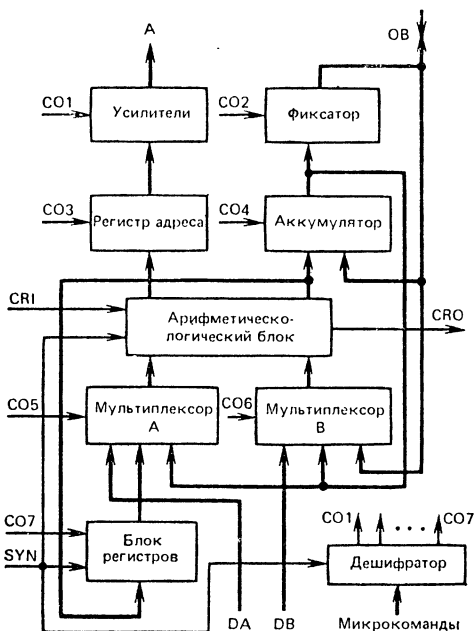 A
OB
CO1
Усилители
CO2
Фиксатор
CO3
Регистр адреса
CO4
Аккумулятор
CRI
Арифметическо-
логический блок
CRO
CO5
Мультиплексор
A
CO6
Мультиплексор
B
CO1
...
CO7
CO7
Блок
регистров
SYN
Дешифратор
DA
DB
Микрокоманды